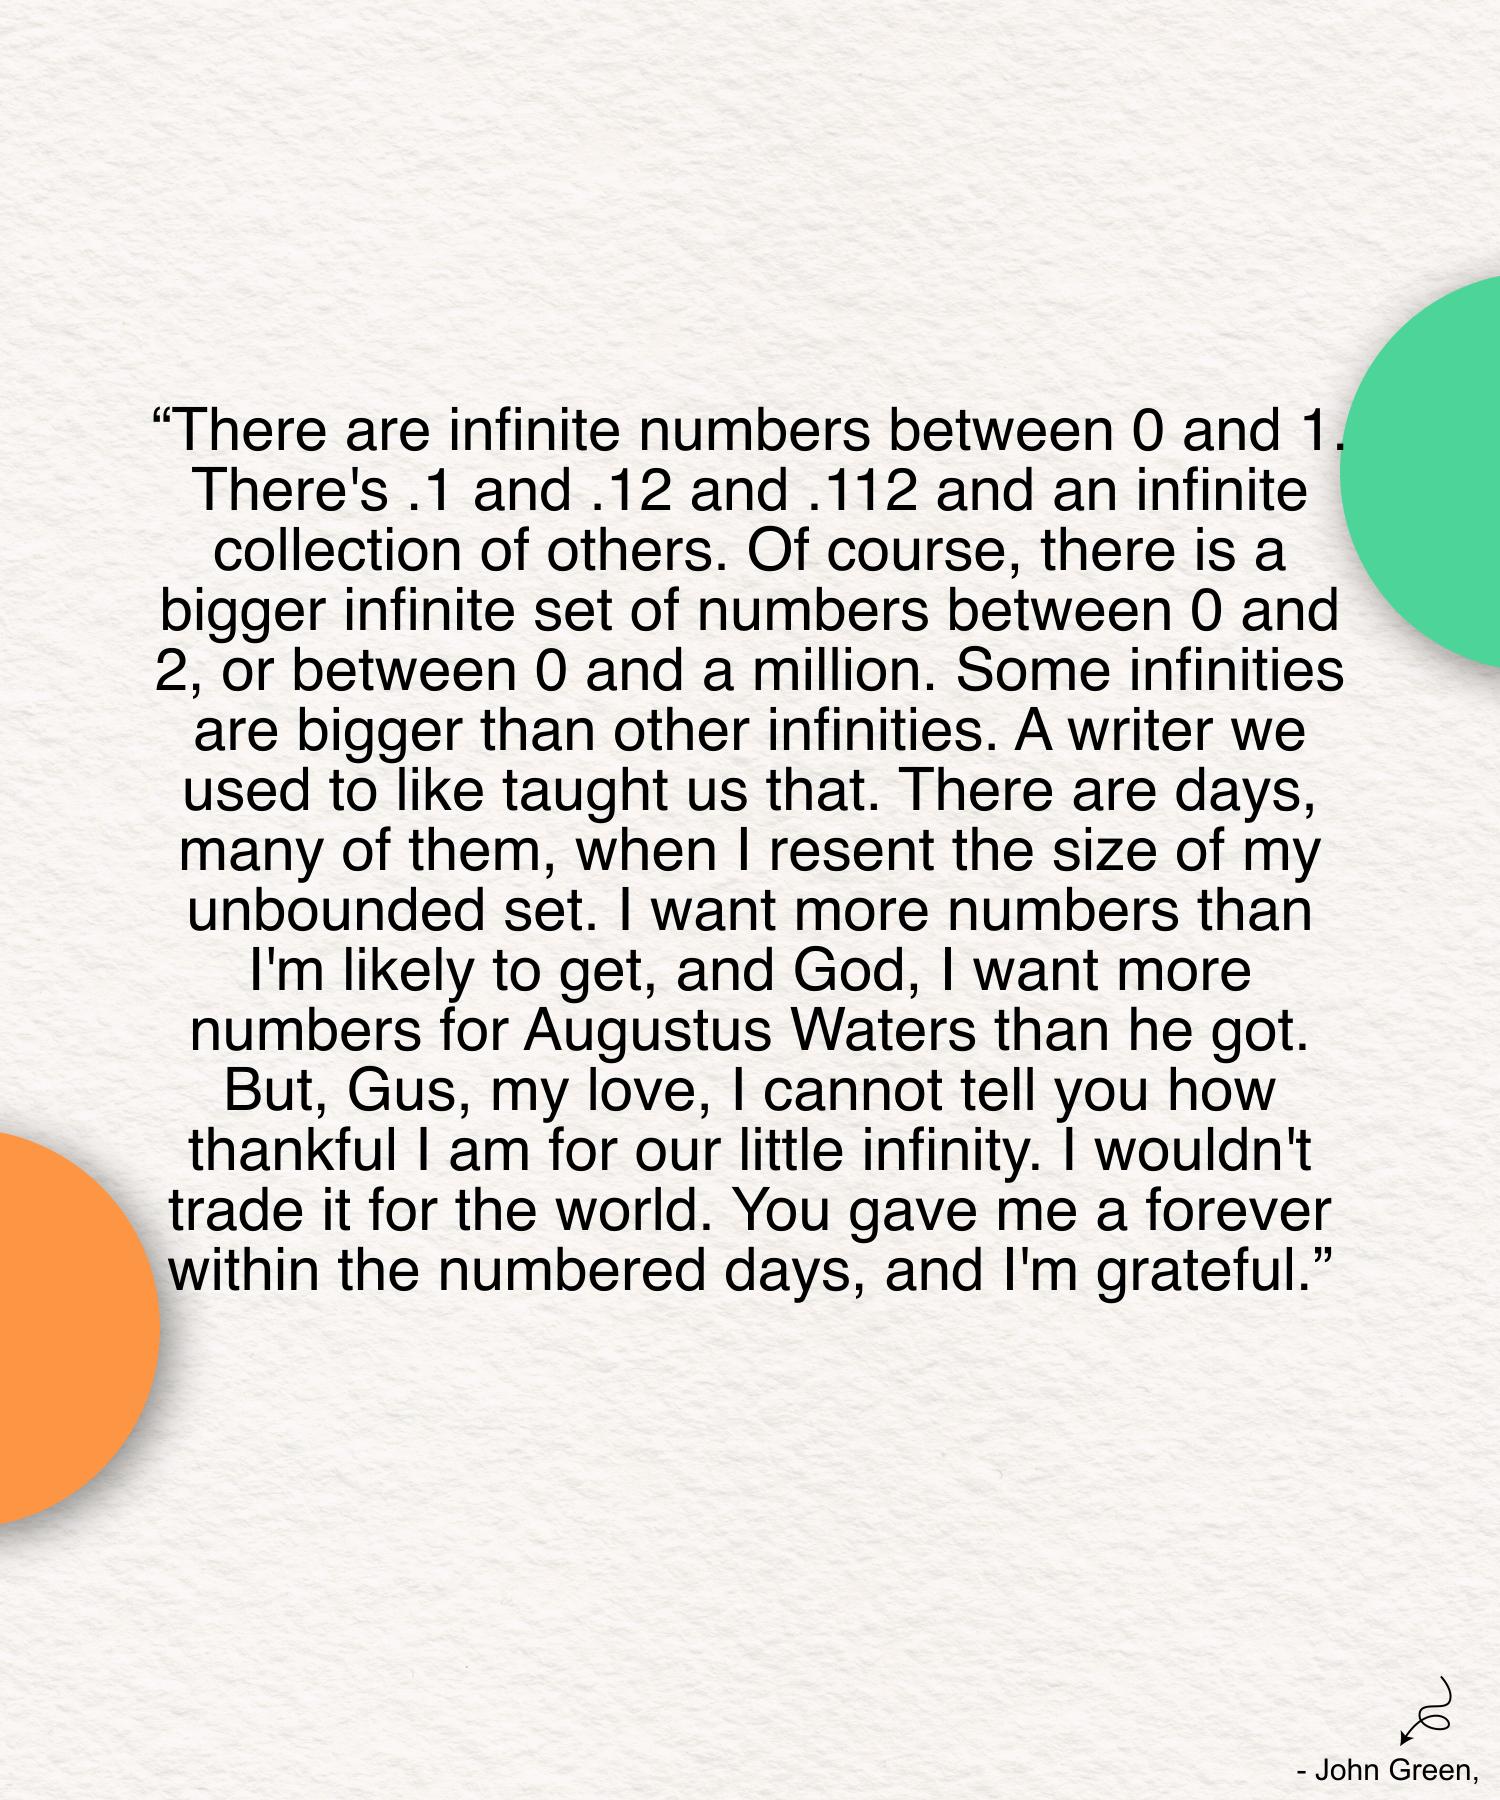 “There are infinite numbers between 0 and 1.
There's .1 and .12 and .112 and an infinite
collection of others. Of course, there is a
bigger infinite set of numbers between 0 and
2, or between 0 and a million. Some infinities
are bigger than other infinities. A writer we
used to like taught us that. There are days,
many of them, when I resent the size of my
unbounded set. I want more numbers than
I'm likely to get, and God, I want more
numbers for Augustus Waters than he got.
But, Gus, my love, I cannot tell you how
thankful I am for our little infinity. I wouldn't
trade it for the world. You gave me a forever
within the numbered days, and I'm grateful.”
- John Green,